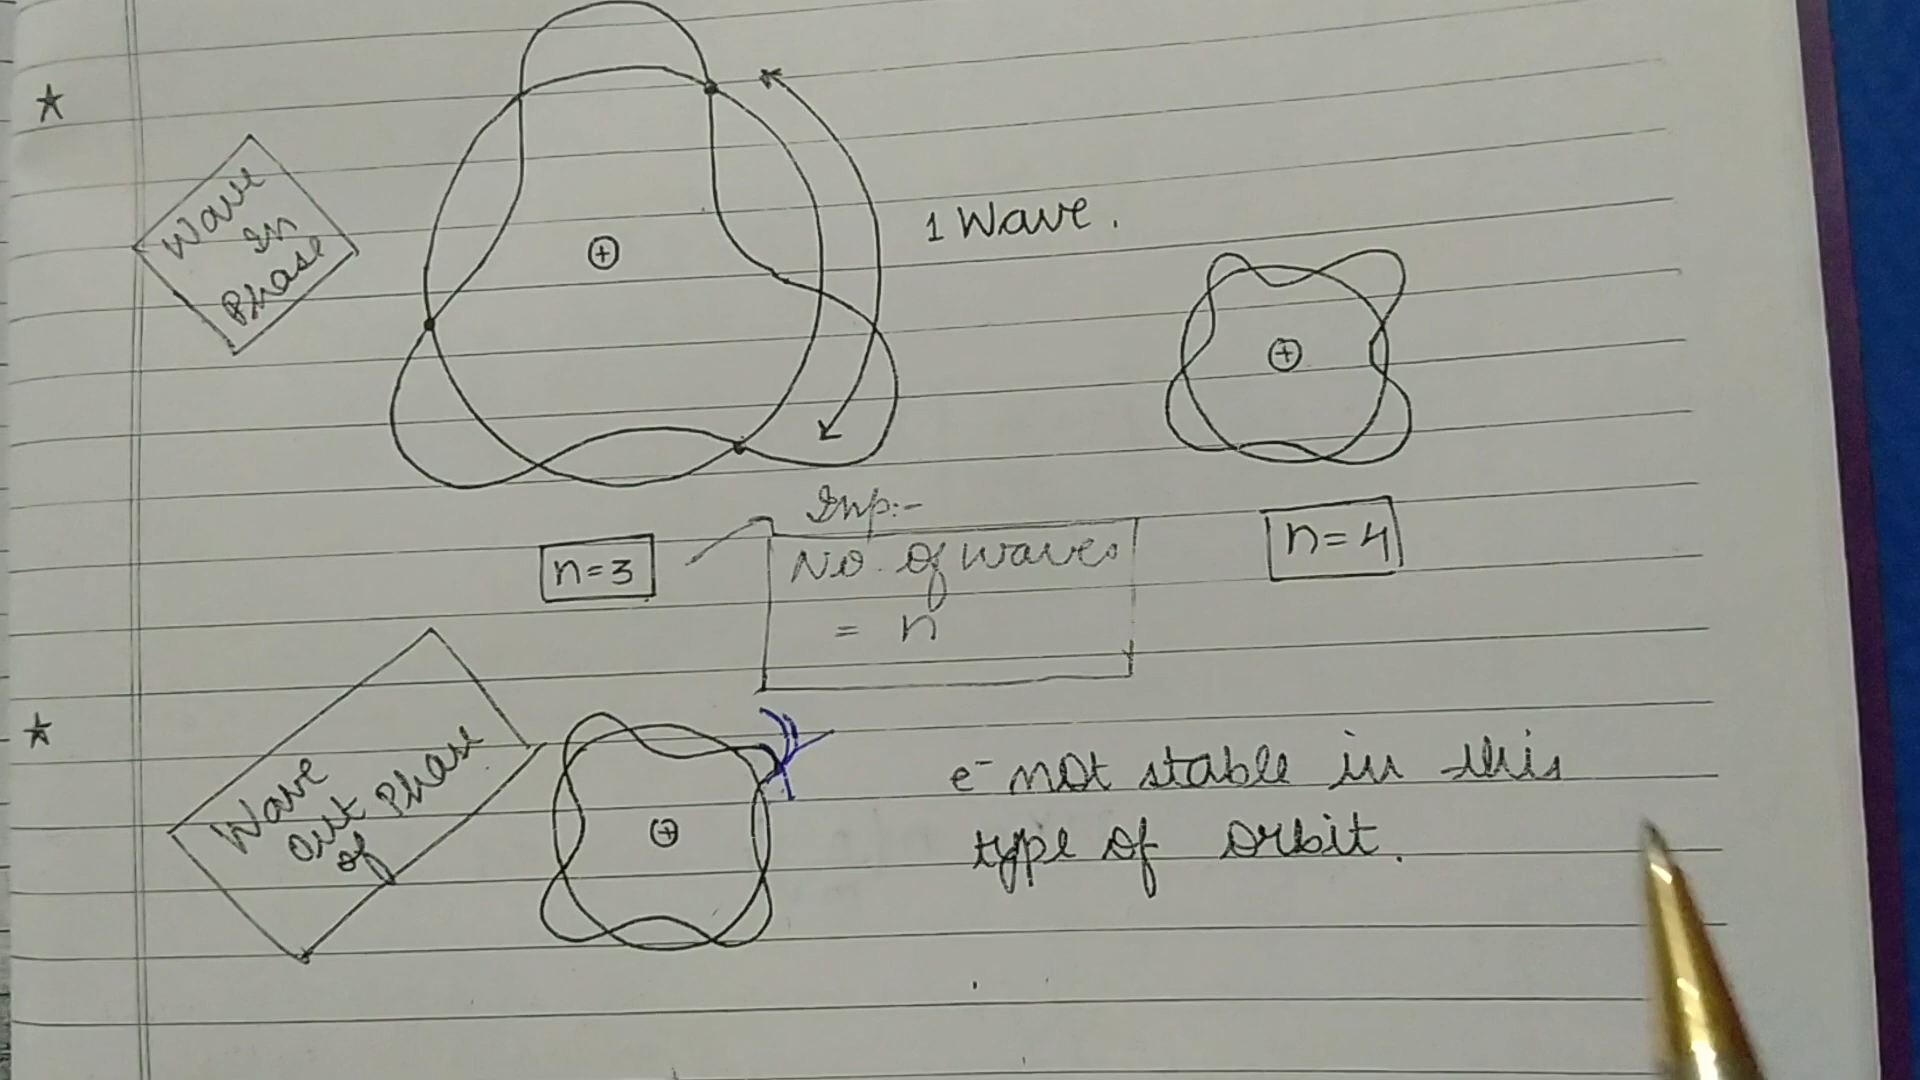 Wave
In
Phase
⊕
1 Wave.
⊕
n=3
Imp:-
No. of waves
= n
n=4
Wave
Out Phase
of
⊕
e⁻ not stable in this
type of orbit.